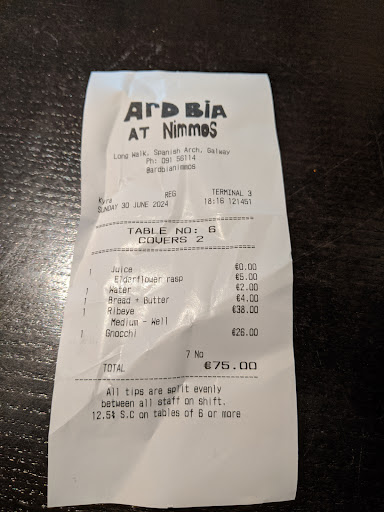 ArD BiA
AT NimmoS
Long Walk, Spanish Arch, Galway
Ph: 091 56114
@ardbianimmos
REG TERMINAL 3
Kyra 18:16 121451
SUNDAY 30 JUNE 2024
TABLE NO: 6
COVERS 2
1 Juice €0.00
Elderflower rasp €5.00
1 Water €2.00
1 Bread + Butter €4.00
1 Ribeye €38.00
Medium - Well
1 Gnocchi €26.00
7 No
TOTAL €75.00
All tips are split evenly
between all staff on shift.
12.5% S.C on tables of 6 or more